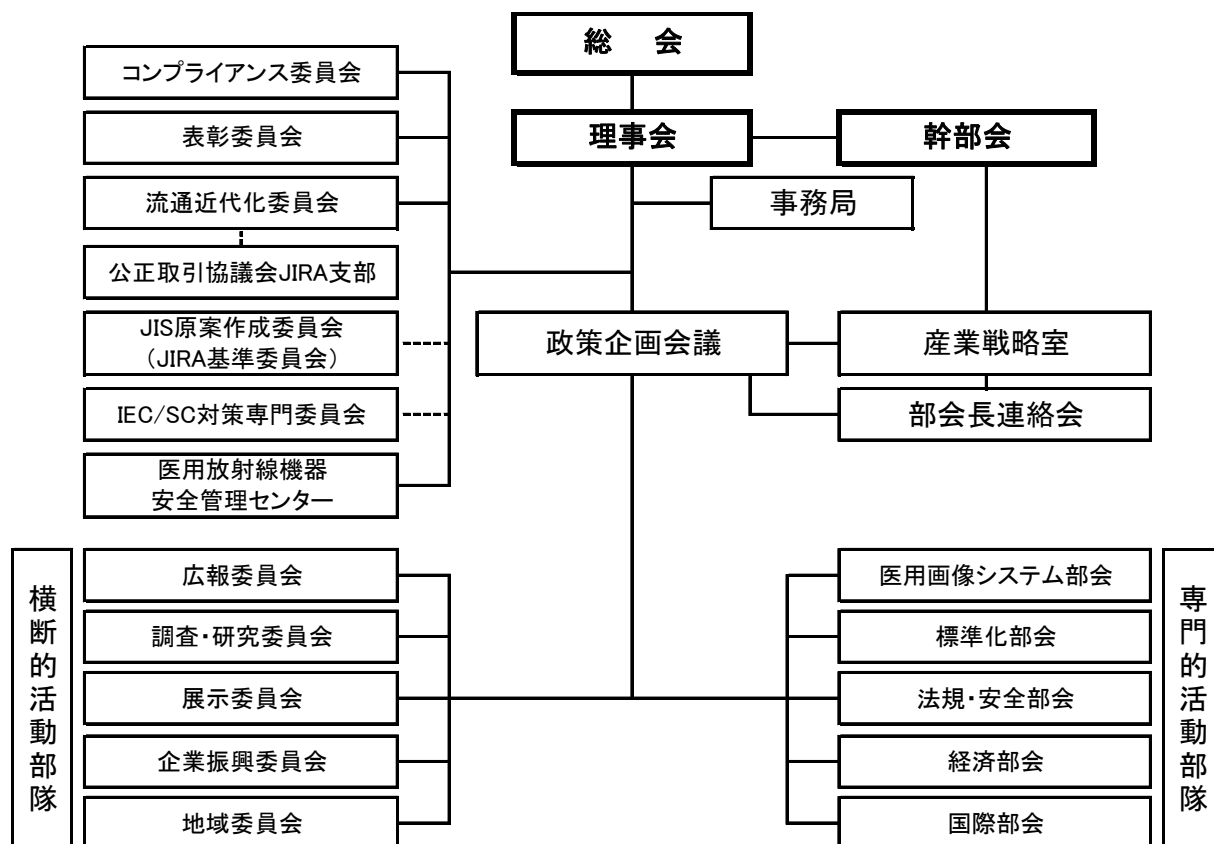 総　会
理事会
幹部会
事務局
コンプライアンス委員会
表彰委員会
流通近代化委員会
公正取引協議会JIRA支部
JIS原案作成委員会
（JIRA基準委員会）
IEC/SC対策専門委員会
医用放射線機器
安全管理センター
政策企画会議
産業戦略室
部会長連絡会
横断的活動部隊
広報委員会
調査・研究委員会
展示委員会
企業振興委員会
地域委員会
医用画像システム部会
標準化部会
法規・安全部会
経済部会
国際部会
専門的活動部隊